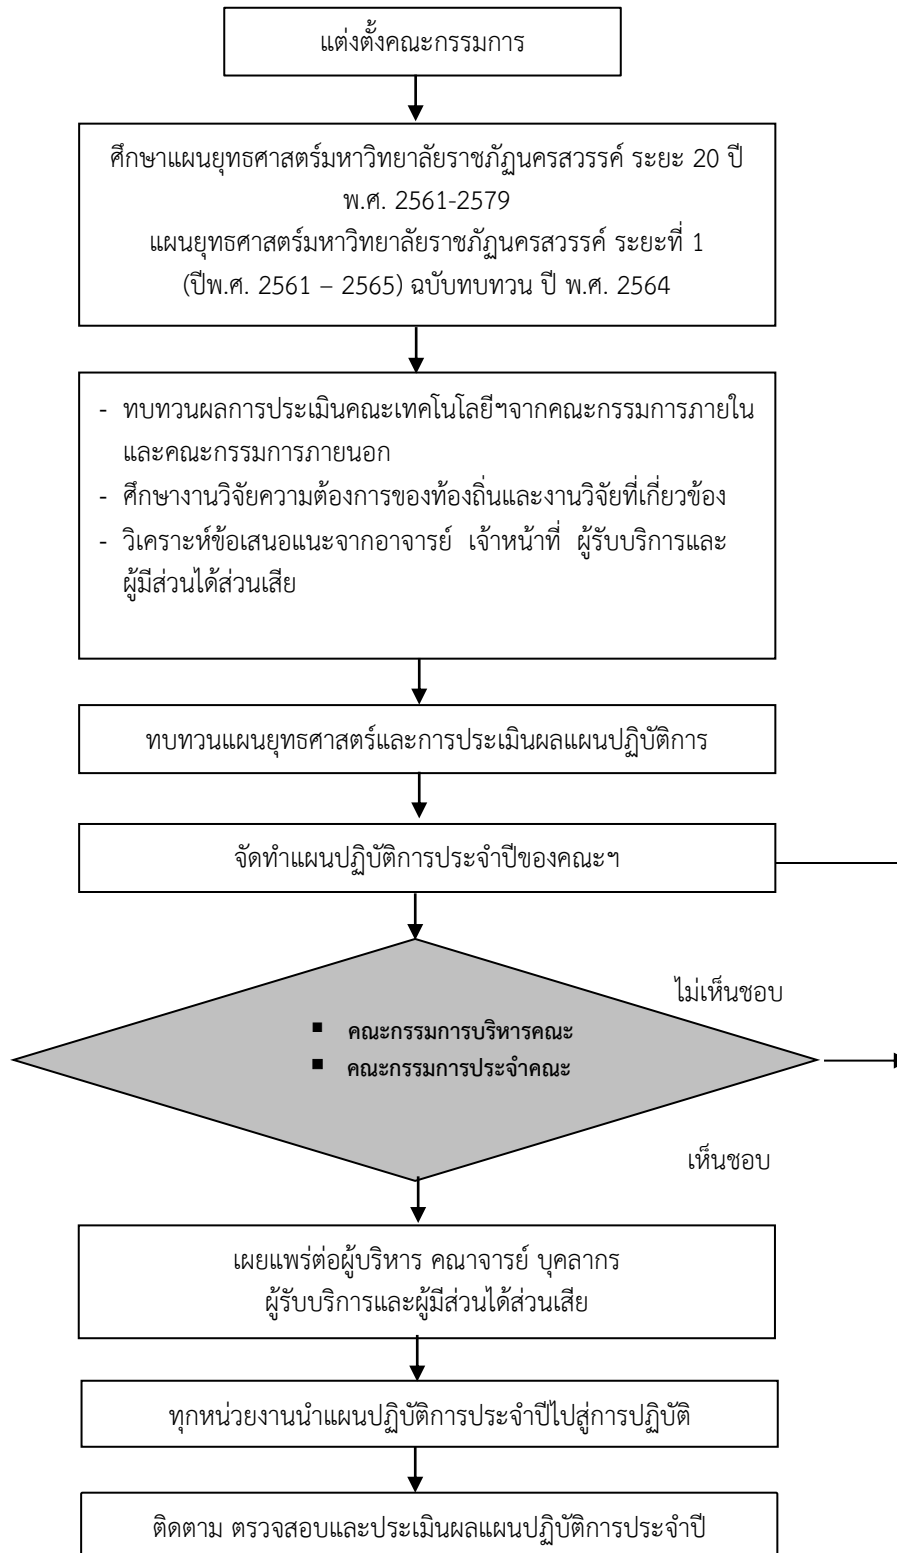 แต่งตั้งคณะกรรมการ
ศึกษาแผนยุทธศาสตร์มหาวิทยาลัยราชภัฏนครสวรรค์ ระยะ 20 ปี
พ.ศ. 2561-2579
แผนยุทธศาสตร์มหาวิทยาลัยราชภัฏนครสวรรค์ ระยะที่ 1
(ปีพ.ศ. 2561 – 2565) ฉบับทบทวน ปี พ.ศ. 2564
- ทบทวนผลการประเมินคณะเทคโนโลยีฯจากคณะกรรมการภายใน
และคณะกรรมการภายนอก
- ศึกษางานวิจัยความต้องการของท้องถิ่นและงานวิจัยที่เกี่ยวข้อง
- วิเคราะห์ข้อเสนอแนะจากอาจารย์ เจ้าหน้าที่ ผู้รับบริการและ
ผู้มีส่วนได้ส่วนเสีย
ทบทวนแผนยุทธศาสตร์และการประเมินผลแผนปฏิบัติการ
จัดทำแผนปฏิบัติการประจำปีของคณะฯ
ไม่เห็นชอบ
▪ คณะกรรมการบริหารคณะ
▪ คณะกรรมการประจำคณะ
เห็นชอบ
เผยแพร่ต่อผู้บริหาร คณาจารย์ บุคลากร
ผู้รับบริการและผู้มีส่วนได้ส่วนเสีย
ทุกหน่วยงานนำแผนปฏิบัติการประจำปีไปสู่การปฏิบัติ
ติดตาม ตรวจสอบและประเมินผลแผนปฏิบัติการประจำปี